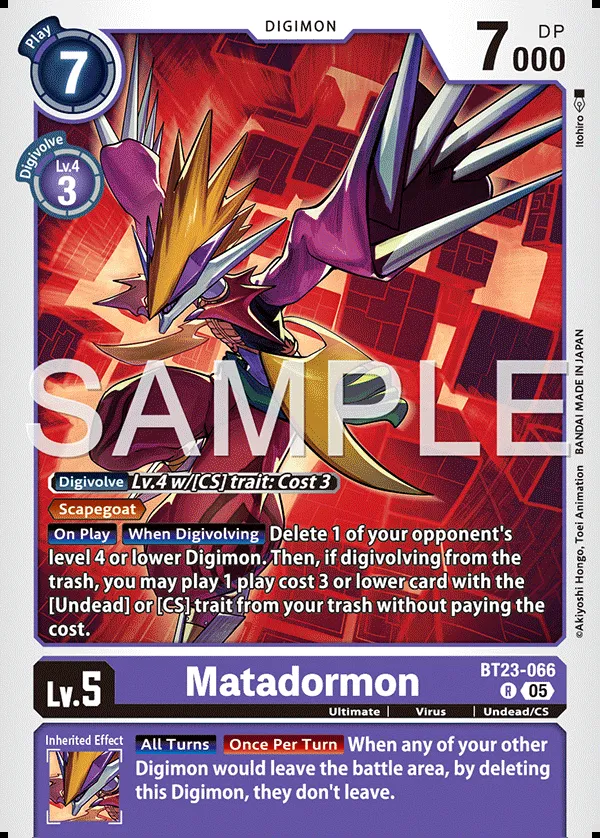 DIGIMON
Play
7
7000 DP
Digivolve
Lv.4
3
Itohiro
©Akiyoshi Hongo, Toei Animation BANDAI MADE IN JAPAN
SAMPLE
Digivolve Lv.4 w/[CS] trait: Cost 3
Scapegoat
On Play When Digivolving Delete 1 of your opponent's
level 4 or lower Digimon. Then, if digivolving from the
trash, you may play 1 play cost 3 or lower card with the
[Undead] or [CS] trait from your trash without paying the
cost.
Lv.5
Matadormon
BT23-066
R 05
Ultimate | Virus | Undead/CS
Inherited Effect
All Turns Once Per Turn When any of your other
Digimon would leave the battle area, by deleting
this Digimon, they don't leave.